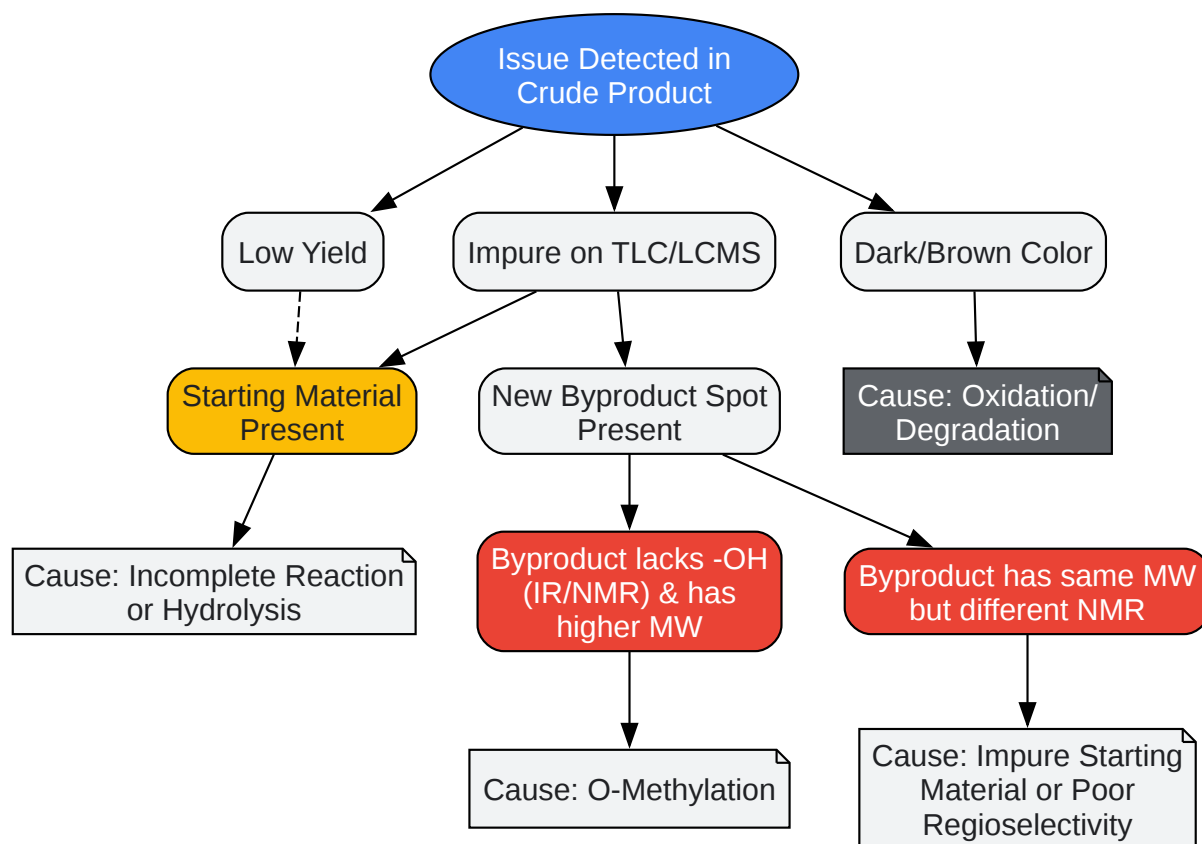 Issue Detected in
Crude Product
Low Yield
Impure on TLC/LCMS
Dark/Brown Color
Starting Material
Present
New Byproduct Spot
Present
Cause: Oxidation/
Degradation
Cause: Incomplete Reaction
or Hydrolysis
Byproduct lacks -OH
(IR/NMR) & has
higher MW
Byproduct has same MW
but different NMR
Cause: O-Methylation
Cause: Impure Starting
Material or Poor
Regioselectivity